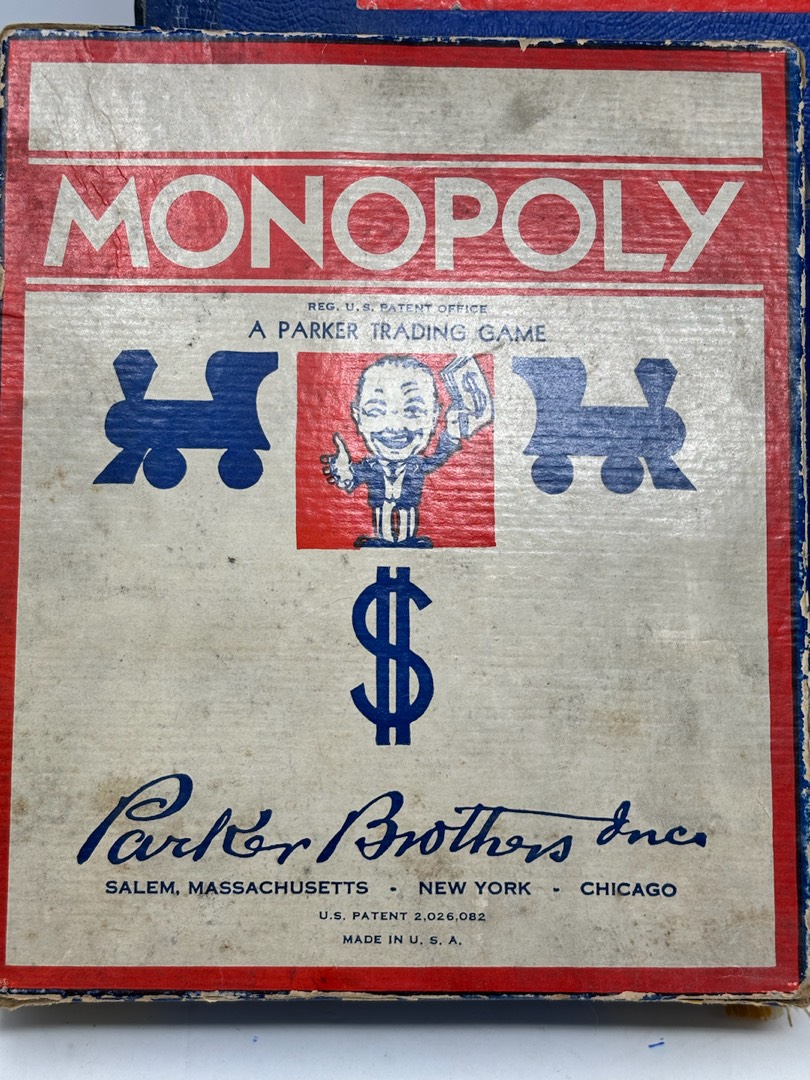 MONOPOLY
REG. U.S. PATENT OFFICE
A PARKER TRADING GAME
$
$
Parker Brothers Inc.
SALEM, MASSACHUSETTS - NEW YORK - CHICAGO
U.S. PATENT 2,026,082
MADE IN U. S. A.